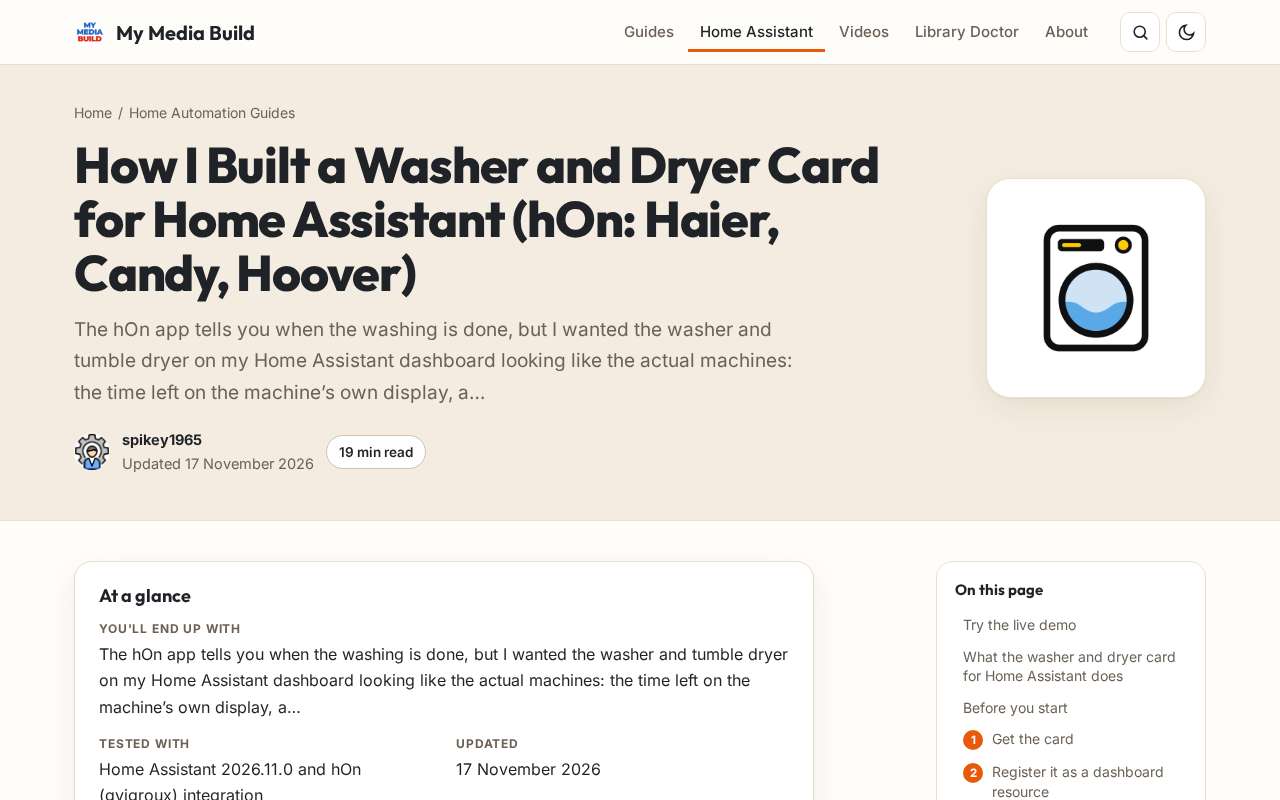 MY
MEDIA
BUILD
My Media Build
Guides
Home Assistant
Videos
Library Doctor
About
Home / Home Automation Guides
How I Built a Washer and Dryer Card
for Home Assistant (hOn: Haier,
Candy, Hoover)
The hOn app tells you when the washing is done, but I wanted the washer and
tumble dryer on my Home Assistant dashboard looking like the actual machines:
the time left on the machine’s own display, a…
spikey1965
Updated 17 November 2026
19 min read
At a glance
YOU'LL END UP WITH
The hOn app tells you when the washing is done, but I wanted the washer and tumble dryer
on my Home Assistant dashboard looking like the actual machines: the time left on the
machine’s own display, a…
TESTED WITH
Home Assistant 2026.11.0 and hOn
(gvigroux) integration
UPDATED
17 November 2026
On this page
Try the live demo
What the washer and dryer card
for Home Assistant does
Before you start
1 Get the card
2 Register it as a dashboard
resource